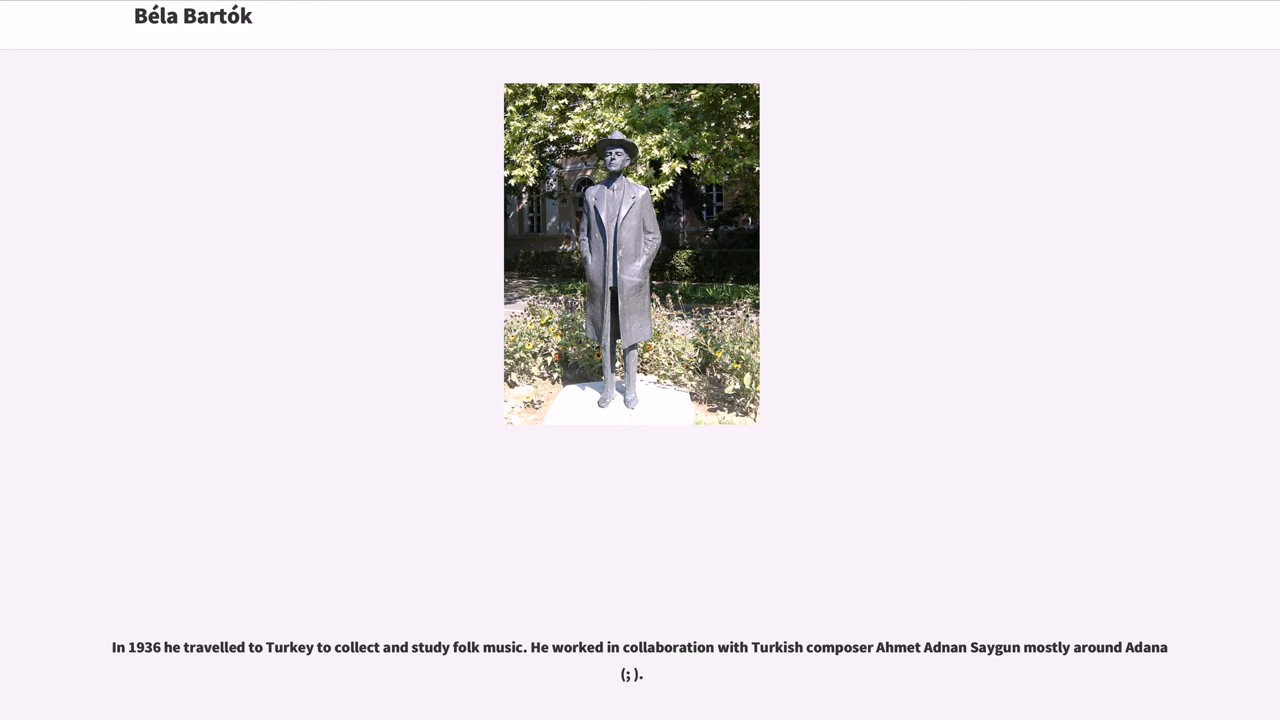 Béla Bartók
In 1936 he travelled to Turkey to collect and study folk music. He worked in collaboration with Turkish composer Ahmet Adnan Saygun mostly around Adana
(; ).